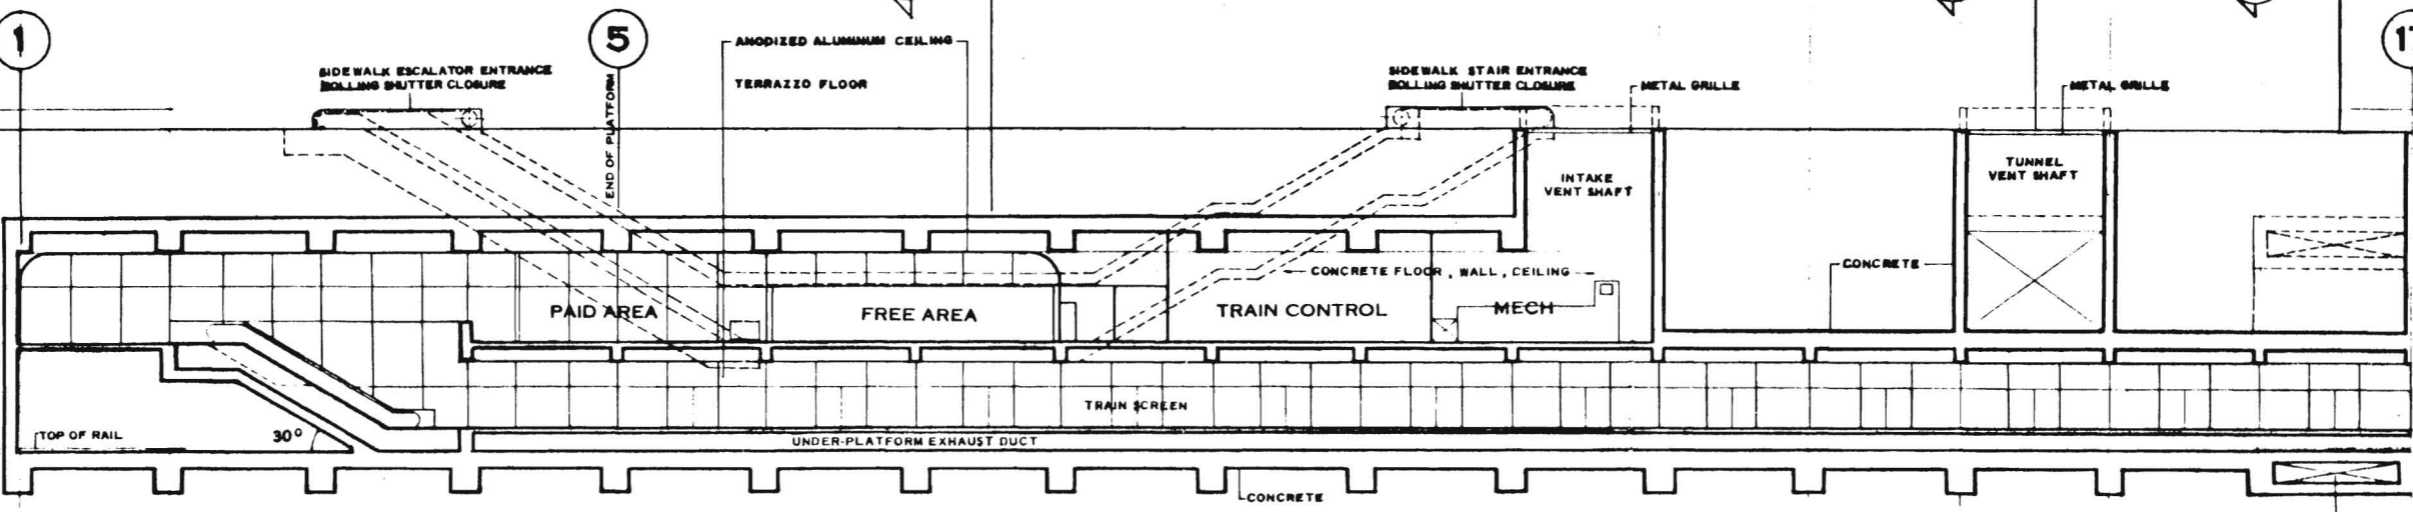 1
5
ANODIZED ALUMINUM CEILING
TERRAZZO FLOOR
SIDEWALK ESCALATOR ENTRANCE
ROLLING SHUTTER CLOSURE
END OF PLATFORM
SIDEWALK STAIR ENTRANCE
ROLLING SHUTTER CLOSURE
METAL GRILLE
METAL GRILLE
INTAKE
VENT SHAFT
TUNNEL
VENT SHAFT
CONCRETE FLOOR, WALL, CEILING
CONCRETE
PAID AREA
FREE AREA
TRAIN CONTROL
MECH
TRAIN SCREEN
TOP OF RAIL
30°
UNDER-PLATFORM EXHAUST DUCT
CONCRETE